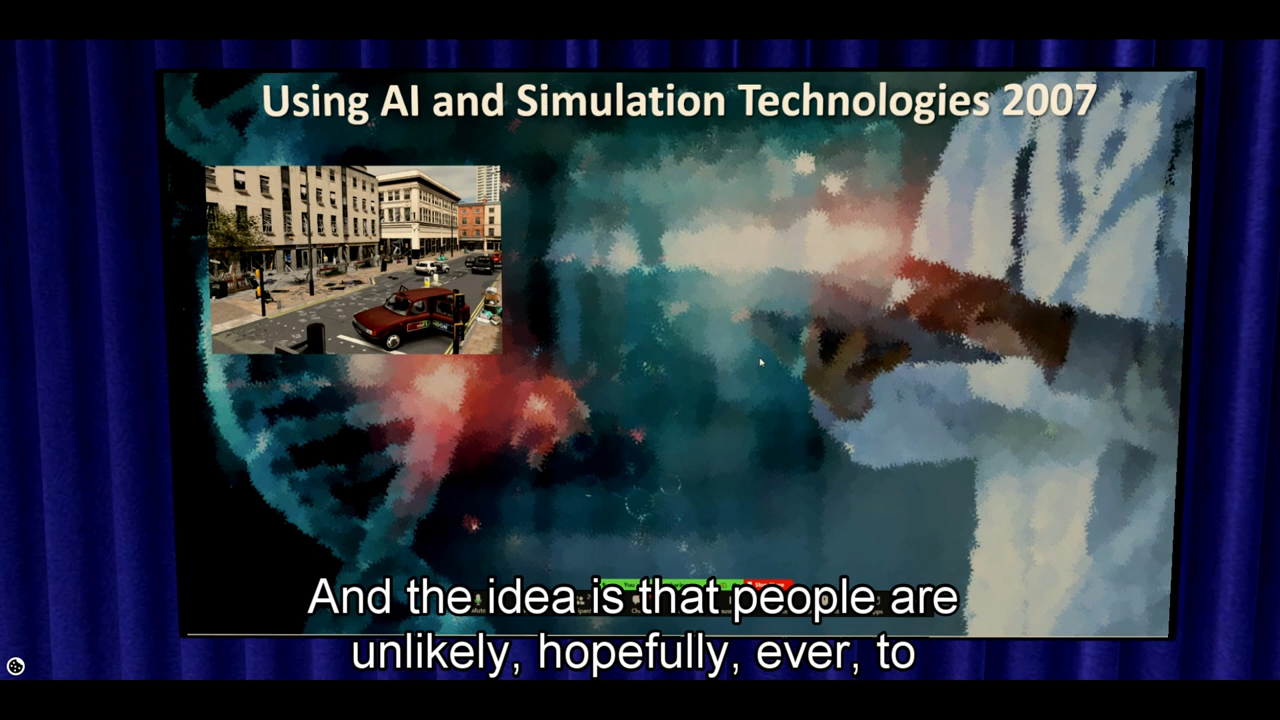 Using AI and Simulation Technologies 2007
And the idea is that people are
unlikely, hopefully, ever, to